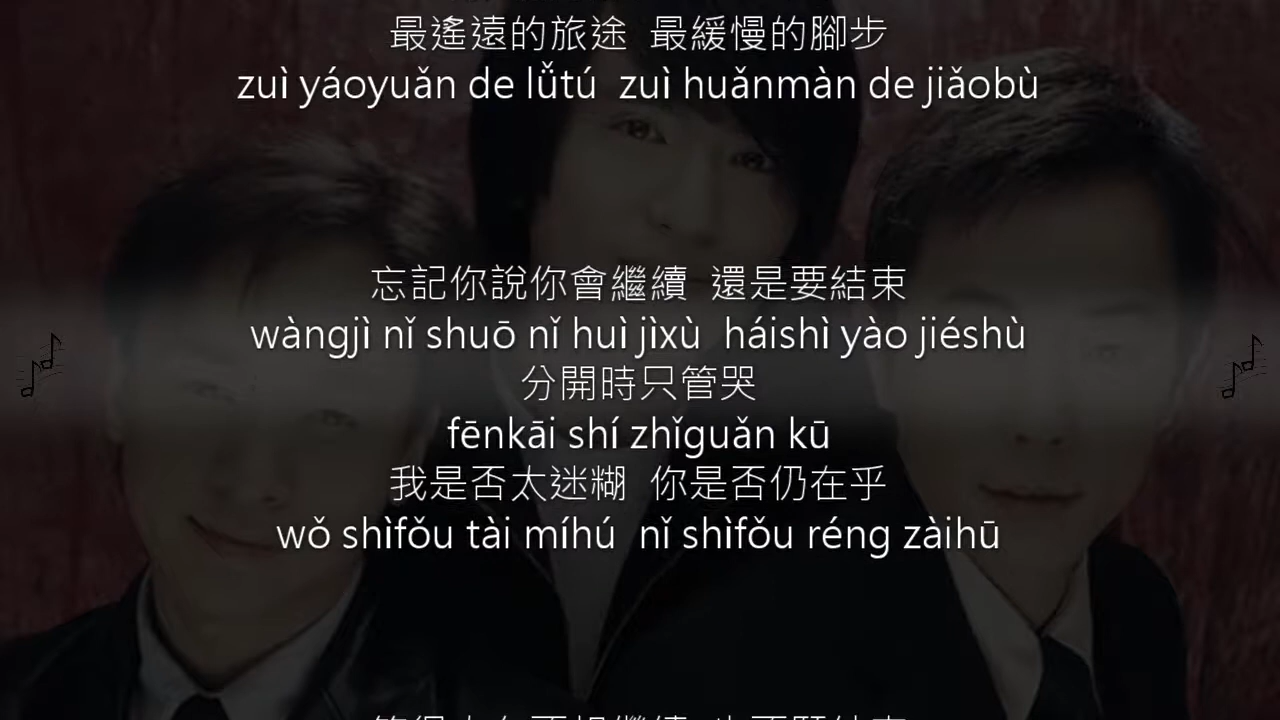 最遙遠的旅途  最緩慢的腳步
zuì yáoyuǎn de lǚtú  zuì huǎnmàn de jiǎobù
忘記你說你會繼續  還是要結束
wàngjì nǐ shuō nǐ huì jìxù  háishì yào jiéshù
分開時只管哭
fēnkāi shí zhǐguǎn kū
我是否太迷糊  你是否仍在乎
wǒ shìfǒu tài míhú  nǐ shìfǒu réng zàihū